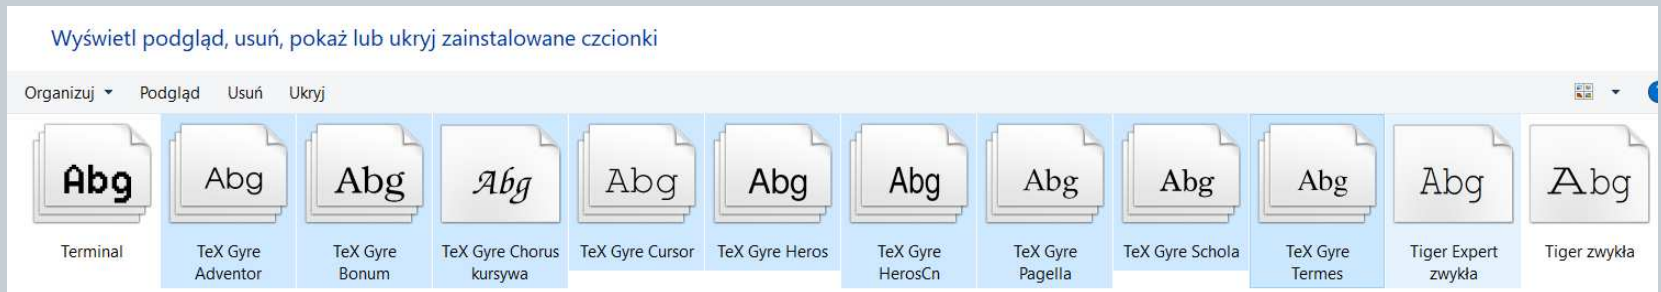 Wyświetl podgląd, usuń, pokaż lub ukryj zainstalowane czcionki
Organizuj Podgląd Usuń Ukryj
Abg Abg Abg Abg Abg Abg Abg Abg Abg Abg Abg Abg
Terminal TeX Gyre Adventor TeX Gyre Bonum TeX Gyre Chorus kursywa TeX Gyre Cursor TeX Gyre Heros TeX Gyre HerosCn TeX Gyre Pagella TeX Gyre Schola TeX Gyre Termes Tiger Expert zwykła Tiger zwykła